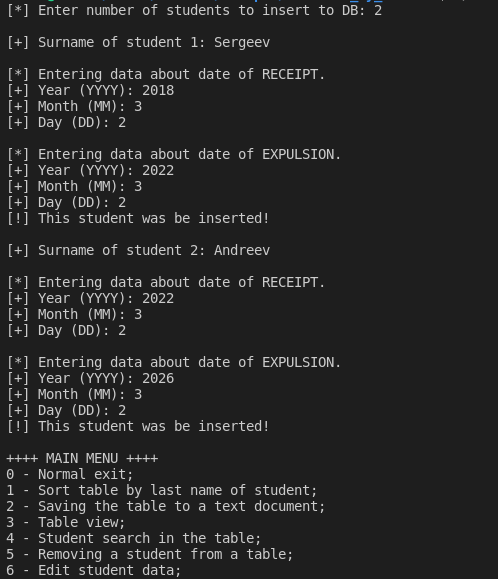 [*] Enter number of students to insert to DB: 2
[+] Surname of student 1: Sergeev
[*] Entering data about date of RECEIPT.
[+] Year (YYYY): 2018
[+] Month (MM): 3
[+] Day (DD): 2
[*] Entering data about date of EXPULSION.
[+] Year (YYYY): 2022
[+] Month (MM): 3
[+] Day (DD): 2
[!] This student was be inserted!
[+] Surname of student 2: Andreev
[*] Entering data about date of RECEIPT.
[+] Year (YYYY): 2022
[+] Month (MM): 3
[+] Day (DD): 2
[*] Entering data about date of EXPULSION.
[+] Year (YYYY): 2026
[+] Month (MM): 3
[+] Day (DD): 2
[!] This student was be inserted!
++++ MAIN MENU ++++
0 - Normal exit;
1 - Sort table by last name of student;
2 - Saving the table to a text document;
3 - Table view;
4 - Student search in the table;
5 - Removing a student from a table;
6 - Edit student data;